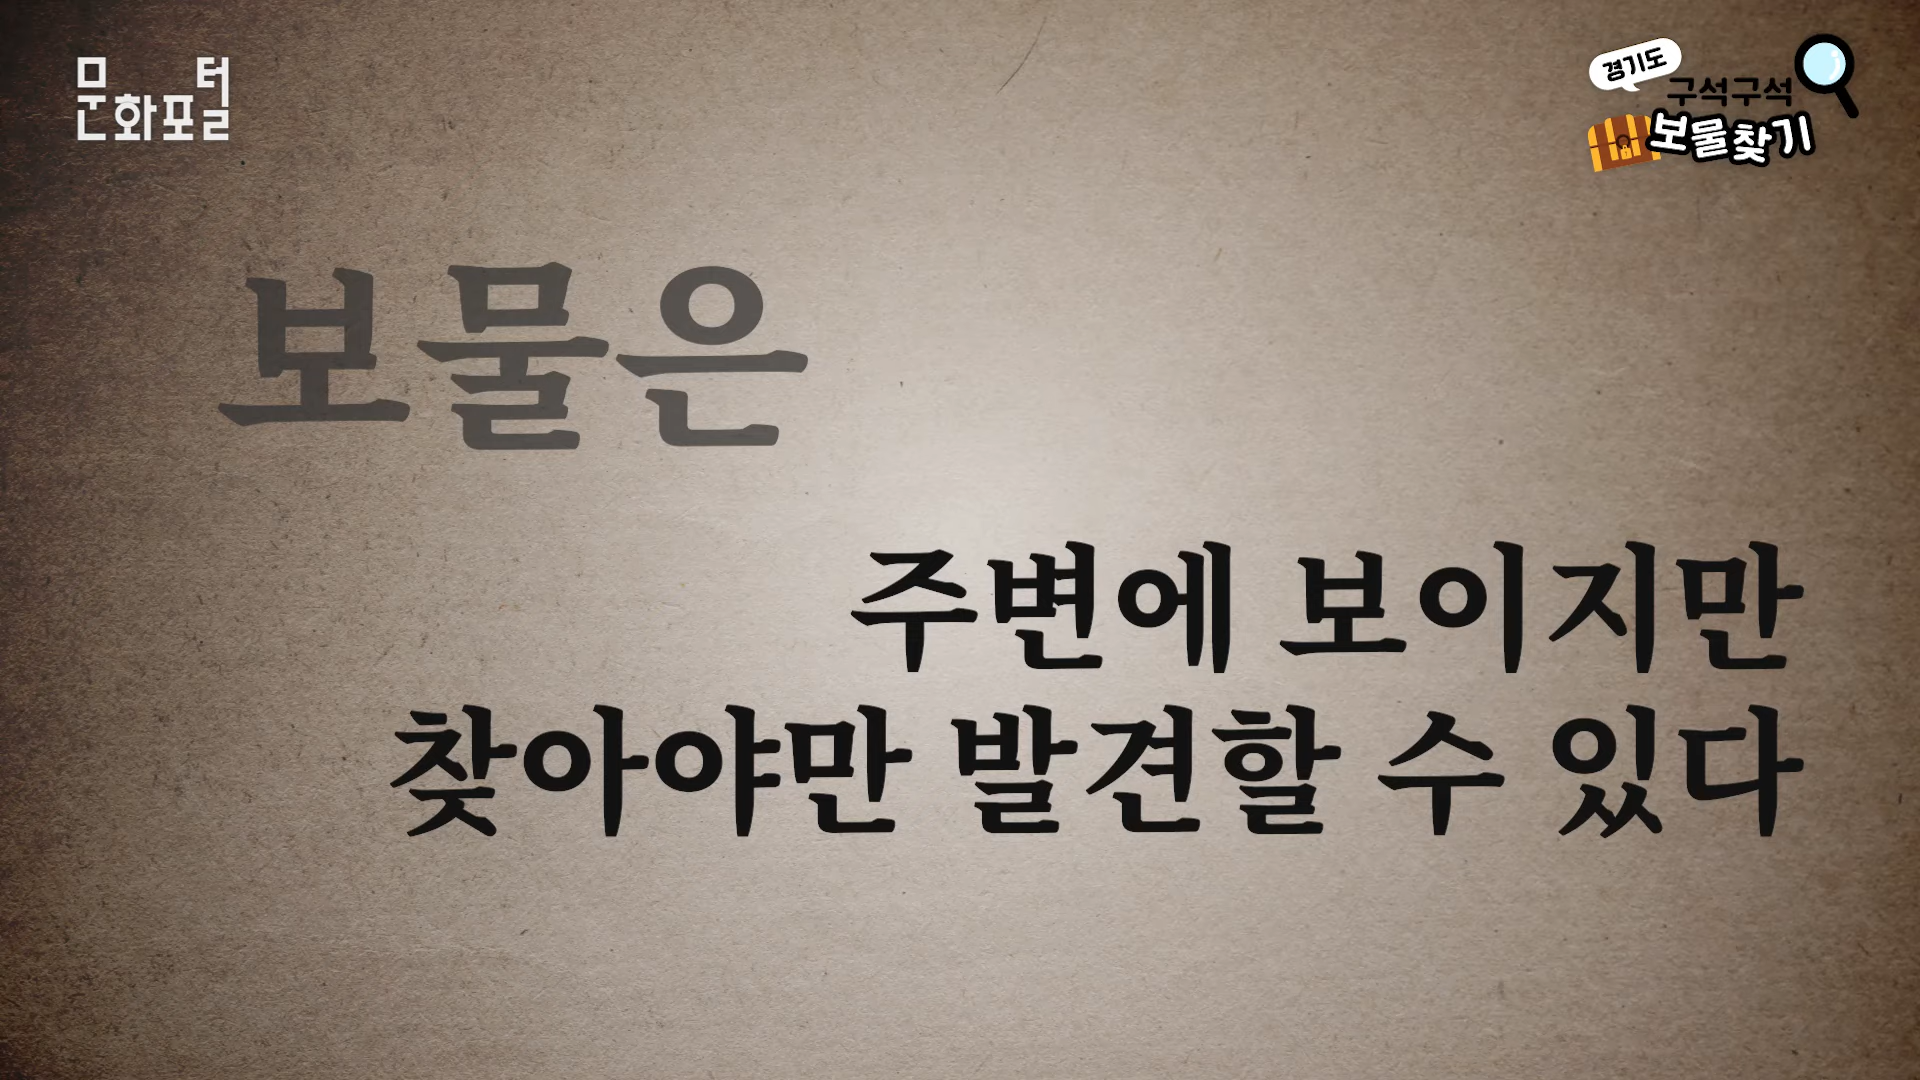 문화포털
경기도
구석구석
보물찾기
보물은
주변에 보이지만
찾아야만 발견할 수 있다